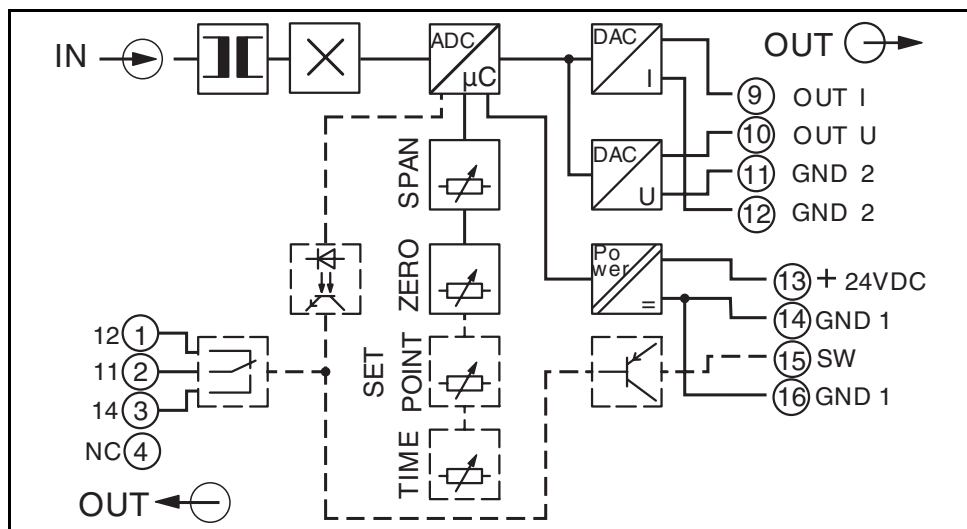 IN
ADC
µC
DAC
I
OUT
9 OUT I
10 OUT U
DAC
U
11 GND 2
12 GND 2
SPAN
ZERO
Po
wer
=
13 + 24VDC
14 GND 1
15 SW
16 GND 1
SET
POINT
TIME
12 1
11 2
14 3
NC 4
OUT